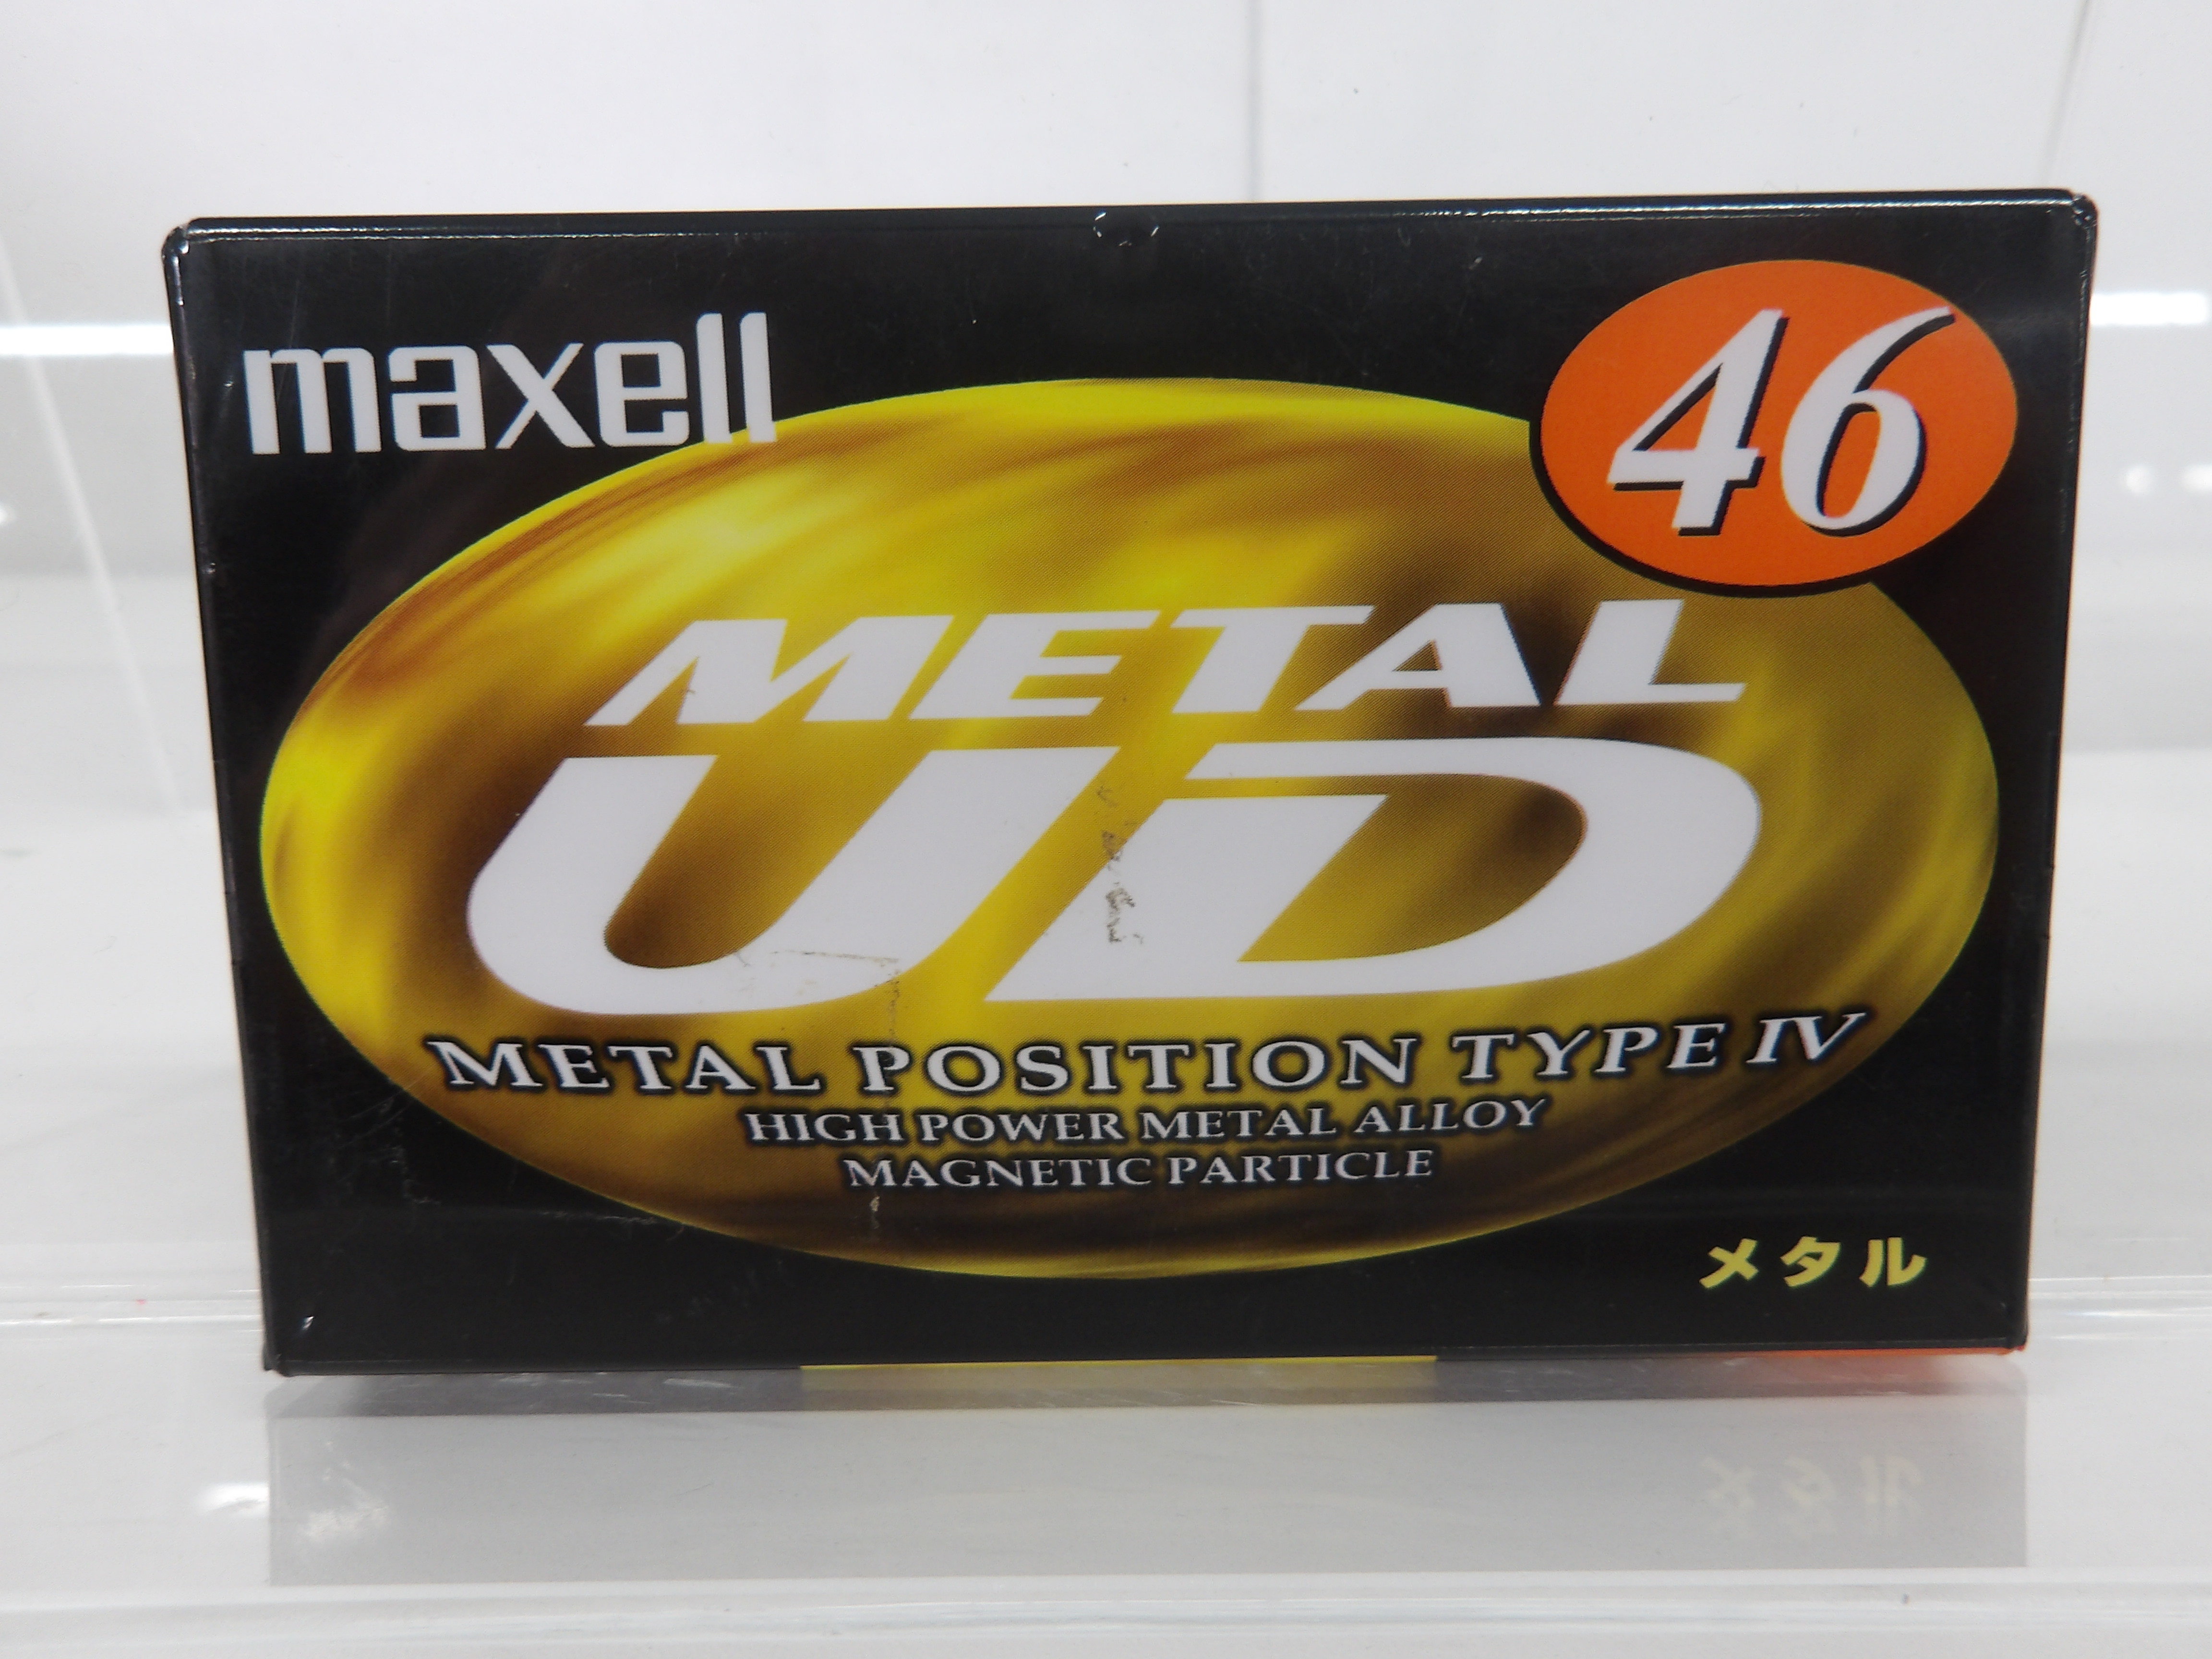 maxell
46
METAL
UD
METAL POSITION TYPE IV
HIGH POWER METAL ALLOY
MAGNETIC PARTICLE
メタル